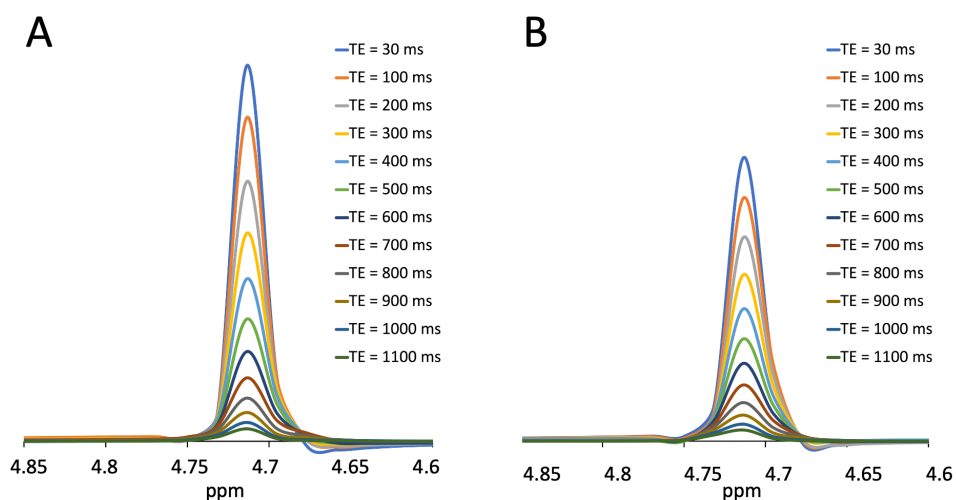 A
TE = 30 ms
TE = 100 ms
TE = 200 ms
TE = 300 ms
TE = 400 ms
TE = 500 ms
TE = 600 ms
TE = 700 ms
TE = 800 ms
TE = 900 ms
TE = 1000 ms
TE = 1100 ms
4.85 4.8 4.75 4.7 4.65 4.6
ppm
B
TE = 30 ms
TE = 100 ms
TE = 200 ms
TE = 300 ms
TE = 400 ms
TE = 500 ms
TE = 600 ms
TE = 700 ms
TE = 800 ms
TE = 900 ms
TE = 1000 ms
TE = 1100 ms
4.85 4.8 4.75 4.7 4.65 4.6
ppm